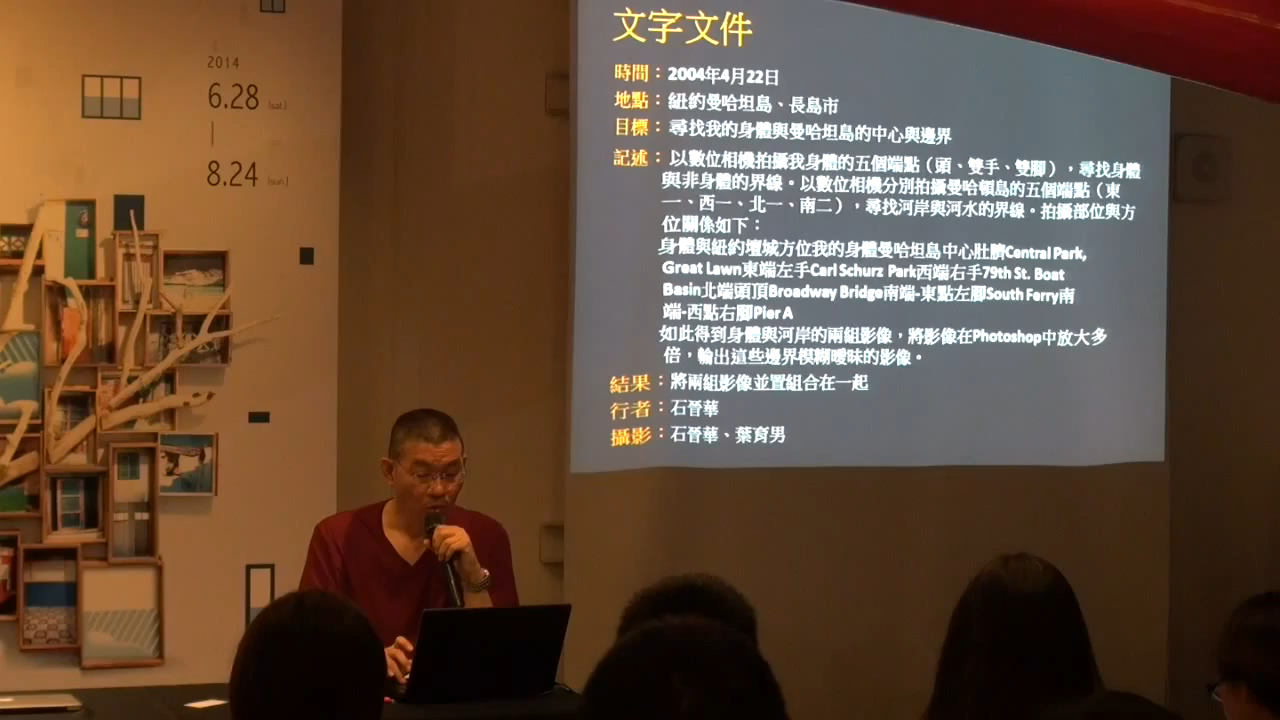 2014
6.28 (sat.)
8.24 (sun.)
文字文件
時間：2004年4月22日
地點：紐約曼哈坦島、長島市
目標：尋找我的身體與曼哈坦島的中心與邊界
記述：以數位相機拍攝我身體的五個端點（頭、雙手、雙腳），尋找身體
與非身體的界線。以數位相機分別拍攝曼哈頓島的五個端點（東
一、西一、北一、南二），尋找河岸與河水的界線。拍攝部位與方
位關係如下：
身體與紐約壇城方位我的身體曼哈坦島中心肚臍Central Park,
Great Lawn東端左手Carl Schurz Park西端右手79th St. Boat
Basin北端頭頂Broadway Bridge南端-東點左腳South Ferry南
端-西點右腳Pier A
如此得到身體與河岸的兩組影像，將影像在Photoshop中放大多
倍，輸出這些邊界模糊曖昧的影像。
結果：將兩組影像並置組合在一起
行者：石晉華
攝影：石晉華、葉育男